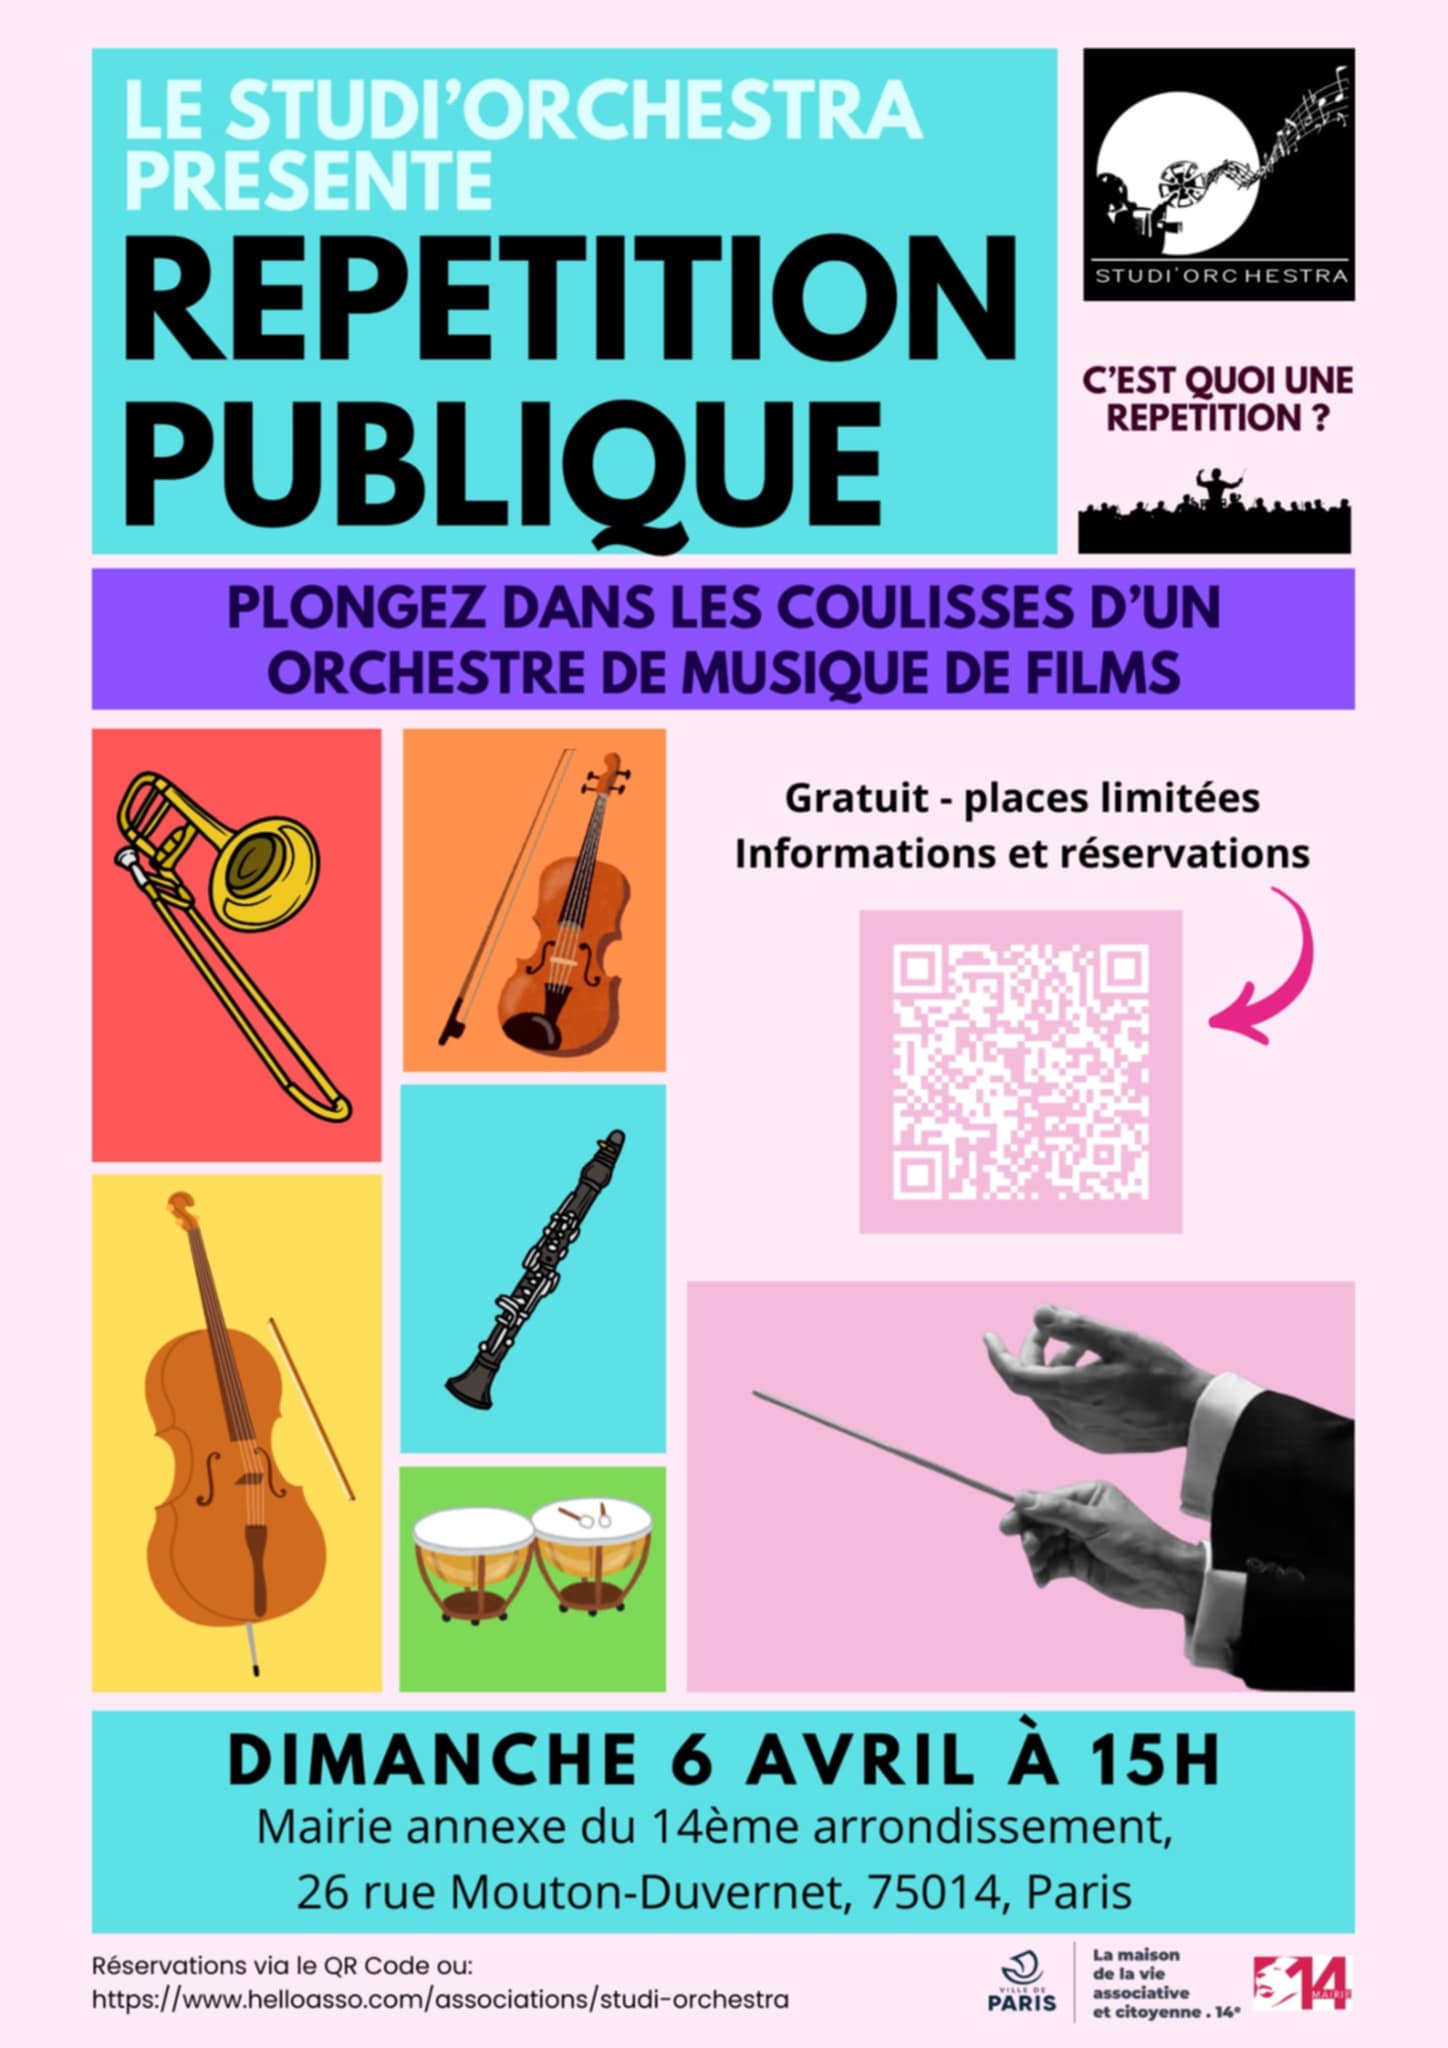 LE STUDI’ORCHESTRA
PRESENTE
REPETITION
PUBLIQUE
STUDI'ORCHESTRA
C’EST QUOI UNE
REPETITION ?
PLONGEZ DANS LES COULISSES D’UN
ORCHESTRE DE MUSIQUE DE FILMS
Gratuit - places limitées
Informations et réservations
DIMANCHE 6 AVRIL À 15H
Mairie annexe du 14ème arrondissement,
26 rue Mouton-Duvernet, 75014, Paris
Réservations via le QR Code ou:
https://www.helloasso.com/associations/studi-orchestra
VILLE DE
PARIS
La maison
de la vie
associative
et citoyenne . 14e
14
MAIRIE